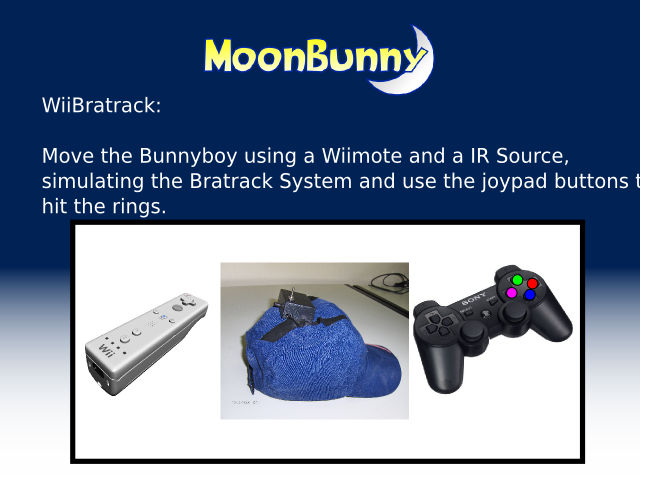 MoonBunny
WiiBratrack:
Move the Bunnyboy using a Wiimote and a IR Source,
simulating the Bratrack System and use the joypad buttons t
hit the rings.
SONY
Wii